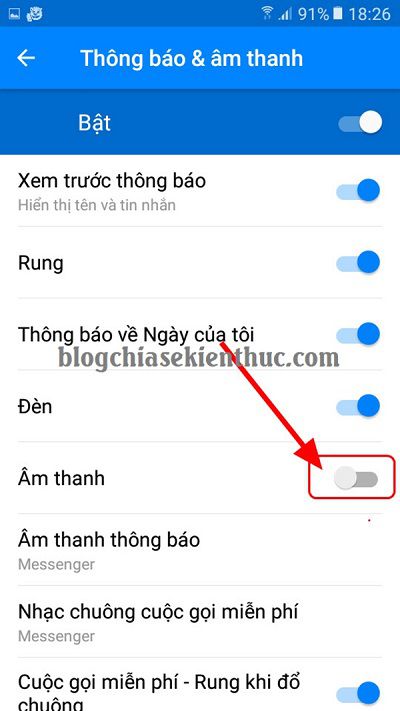 91% 18:26
Thông báo & âm thanh
Bật
Xem trước thông báo
Hiển thị tên và tin nhắn
Rung
Thông báo về Ngày của tôi
blogchiasekienthuc.com
Đèn
Âm thanh
Âm thanh thông báo
Messenger
Nhạc chuông cuộc gọi miễn phí
Messenger
Cuộc gọi miễn phí - Rung khi đổ
chuông